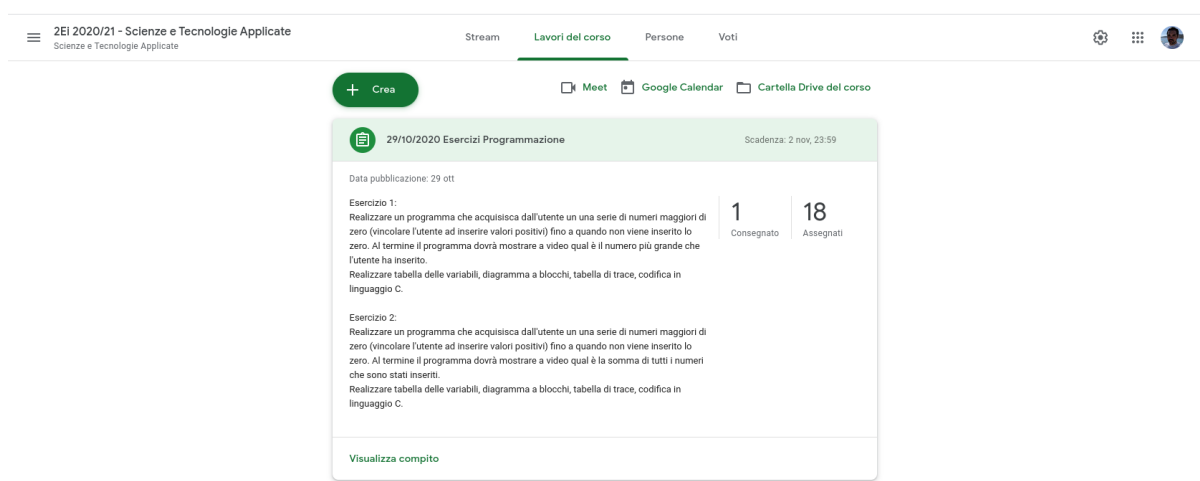 2Ei 2020/21 - Scienze e Tecnologie Applicate
Scienze e Tecnologie Applicate
Stream
Lavori del corso
Persone
Voti
Crea
Meet
Google Calendar
Cartella Drive del corso
29/10/2020 Esercizi Programmazione
Scadenza: 2 nov, 23:59
Data pubblicazione: 29 ott
Esercizio 1:
Realizzare un programma che acquisisca dall'utente un una serie di numeri maggiori di
zero (vincolare l'utente ad inserire valori positivi) fino a quando non viene inserito lo
zero. Al termine il programma dovrà mostrare a video qual è il numero più grande che
l'utente ha inserito.
Realizzare tabella delle variabili, diagramma a blocchi, tabella di trace, codifica in
linguaggio C.
Esercizio 2:
Realizzare un programma che acquisisca dall'utente un una serie di numeri maggiori di
zero (vincolare l'utente ad inserire valori positivi) fino a quando non viene inserito lo
zero. Al termine il programma dovrà mostrare a video qual è la somma di tutti i numeri
che sono stati inseriti.
Realizzare tabella delle variabili, diagramma a blocchi, tabella di trace, codifica in
linguaggio C.
1
Consegnato
18
Assegnati
Visualizza compito